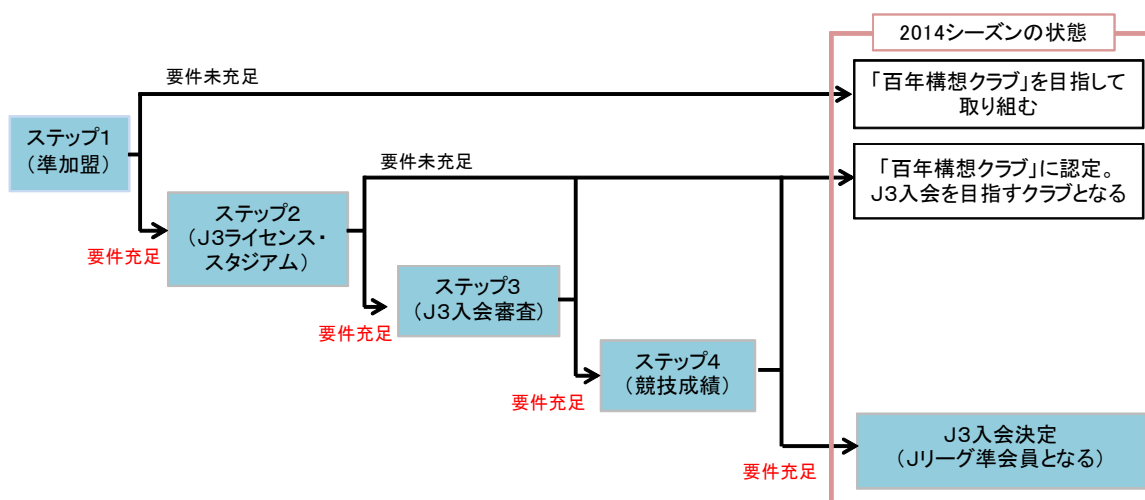 2014シーズンの状態
要件未充足
「百年構想クラブ」を目指して
取り組む
ステップ1
(準加盟)
要件未充足
「百年構想クラブ」に認定。
J3入会を目指すクラブとなる
要件充足
ステップ2
(J3ライセンス・
スタジアム)
要件充足
ステップ3
(J3入会審査)
要件充足
ステップ4
(競技成績)
要件充足
J3入会決定
(Jリーグ準会員となる)